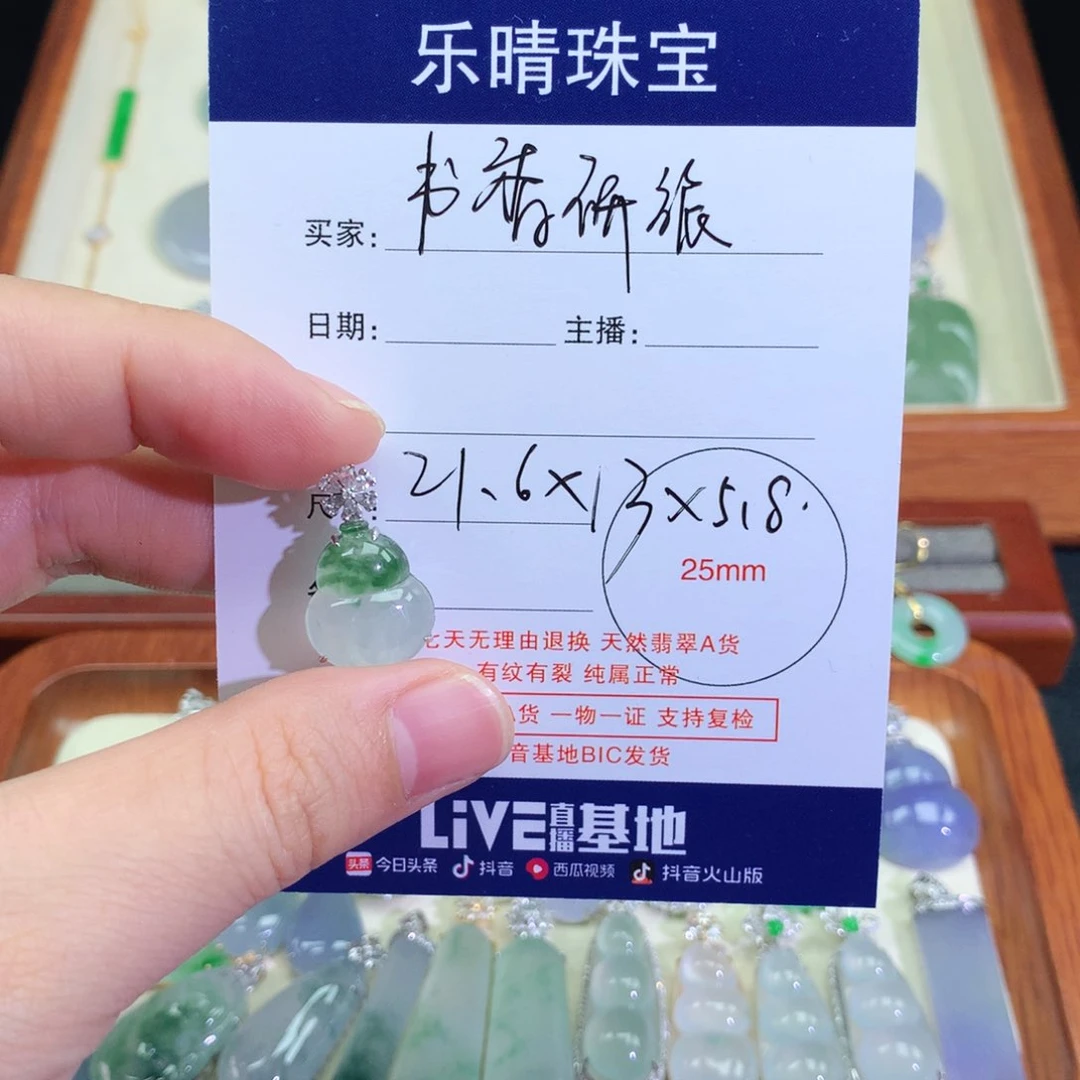 乐晴珠宝
买家: 书香研張
日期: 主播:
尺 : 21.6×13×5.8
25mm
七天无理由退换 天然翡翠A货
有纹有裂 纯属正常
货 一物一证 支持复检
音基地BIC发货
LiVE直播基地
头条 今日头条 抖音 西瓜视频 抖音火山版